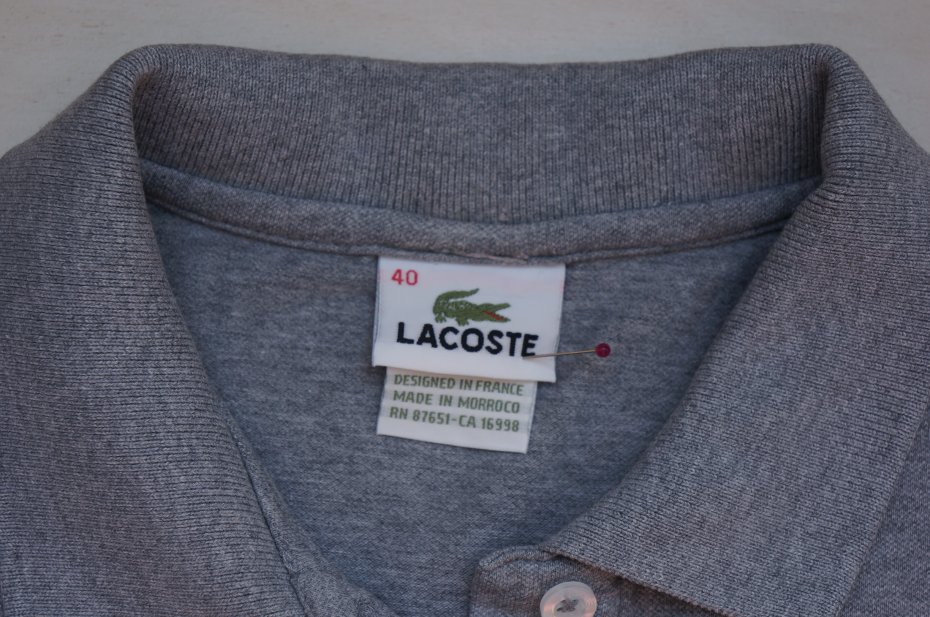 40
LACOSTE
DESIGNED IN FRANCE
MADE IN MORROCO
RN 87651-CA 16998